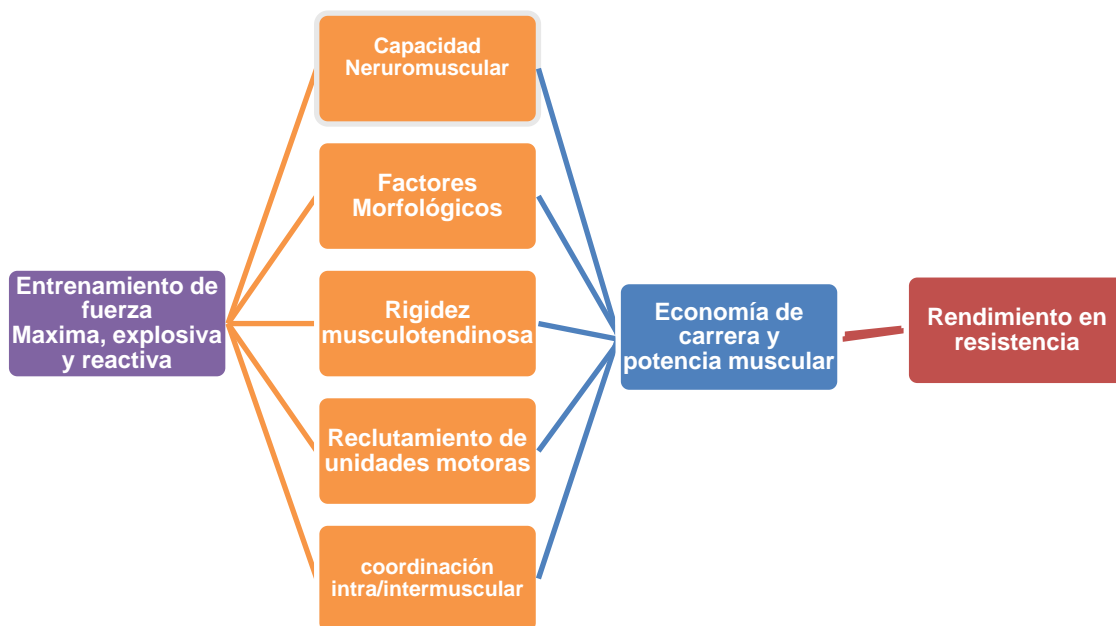 Capacidad
Neruromuscular
Factores
Morfológicos
Entrenamiento de
fuerza
Maxima, explosiva
y reactiva
Rigidez
musculotendinosa
Economía de
carrera y
potencia muscular
Rendimiento en
resistencia
Reclutamiento de
unidades motoras
coordinación
intra/intermuscular